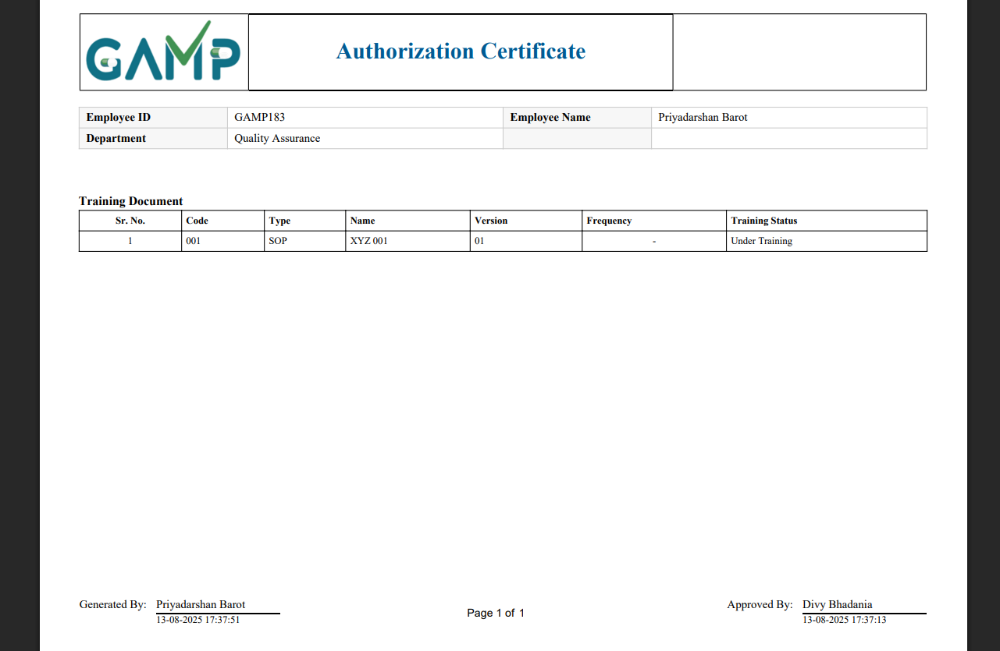 GAMP
Authorization Certificate
Employee ID GAMP183 Employee Name Priyadarshan Barot
Department Quality Assurance
Training Document
Sr. No. Code Type Name Version Frequency Training Status
1 001 SOP XYZ 001 01 - Under Training
Generated By: Priyadarshan Barot
13-08-2025 17:37:51
Page 1 of 1
Approved By: Divy Bhadania
13-08-2025 17:37:13